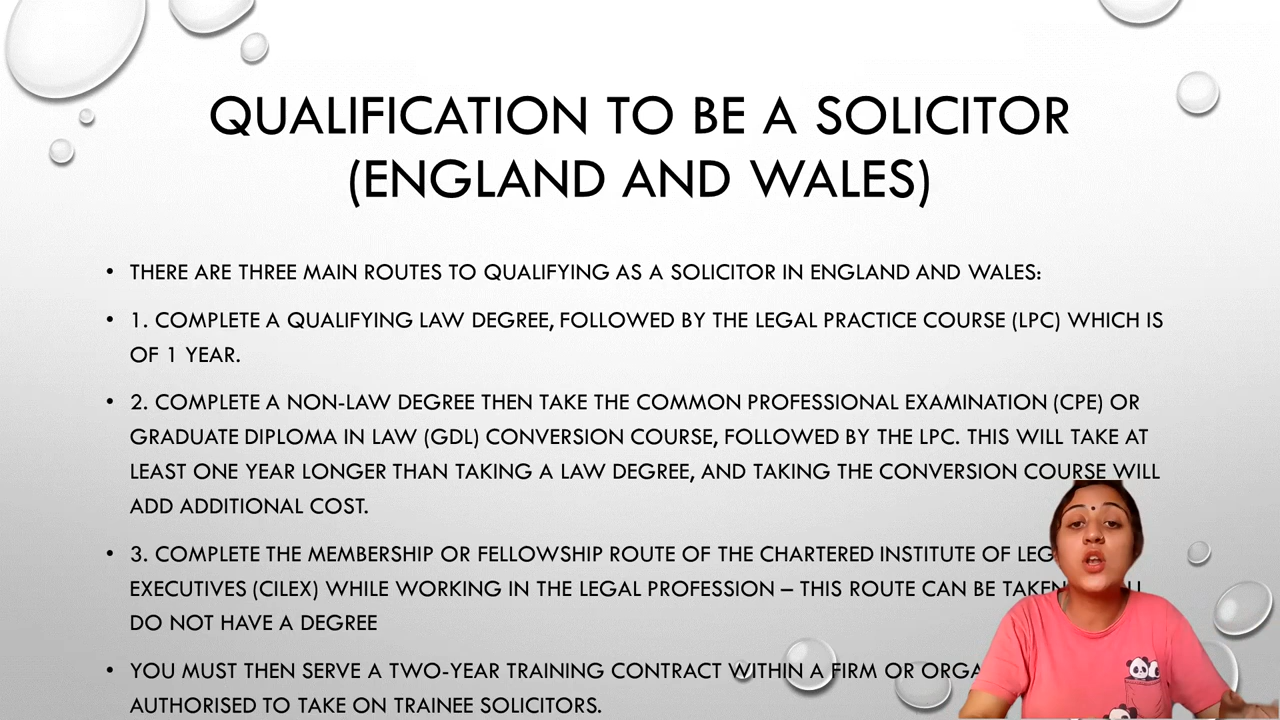 QUALIFICATION TO BE A SOLICITOR
(ENGLAND AND WALES)
• THERE ARE THREE MAIN ROUTES TO QUALIFYING AS A SOLICITOR IN ENGLAND AND WALES:
• 1. COMPLETE A QUALIFYING LAW DEGREE, FOLLOWED BY THE LEGAL PRACTICE COURSE (LPC) WHICH IS
OF 1 YEAR.
• 2. COMPLETE A NON-LAW DEGREE THEN TAKE THE COMMON PROFESSIONAL EXAMINATION (CPE) OR
GRADUATE DIPLOMA IN LAW (GDL) CONVERSION COURSE, FOLLOWED BY THE LPC. THIS WILL TAKE AT
LEAST ONE YEAR LONGER THAN TAKING A LAW DEGREE, AND TAKING THE CONVERSION COURSE WILL
ADD ADDITIONAL COST.
• 3. COMPLETE THE MEMBERSHIP OR FELLOWSHIP ROUTE OF THE CHARTERED INSTITUTE OF
EXECUTIVES (CILEX) WHILE WORKING IN THE LEGAL PROFESSION – THIS ROUTE CAN BE
DO NOT HAVE A DEGREE
• YOU MUST THEN SERVE A TWO-YEAR TRAINING CONTRACT WITHIN A FIRM OR
AUTHORISED TO TAKE ON TRAINEE SOLICITORS.